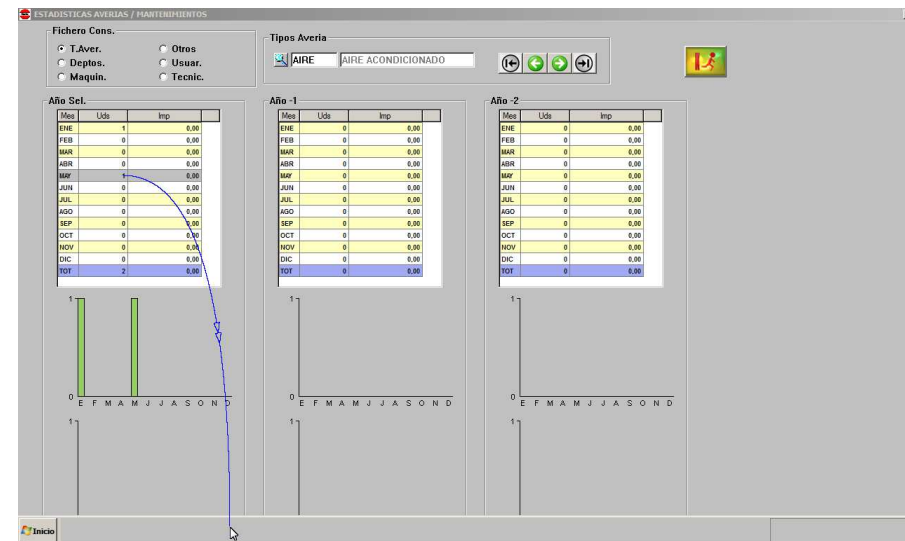 ESTADISTICAS AVERIAS / MANTENIMIENTOS
Fichero Cons.
T.Aver. Otros
Deptos. Usuar.
Maquin. Tecnic.
Tipos Averia
AIRE AIRE ACONDICIONADO
Año Sel. Año -1 Año -2
Mes Uds Imp Mes Uds Imp Mes Uds Imp
ENE 1 0,00 ENE 0 0,00 ENE 0 0,00
FEB 0 0,00 FEB 0 0,00 FEB 0 0,00
MAR 0 0,00 MAR 0 0,00 MAR 0 0,00
ABR 0 0,00 ABR 0 0,00 ABR 0 0,00
MAY 1 0,00 MAY 0 0,00 MAY 0 0,00
JUN 0 0,00 JUN 0 0,00 JUN 0 0,00
JUL 0 0,00 JUL 0 0,00 JUL 0 0,00
AGO 0 0,00 AGO 0 0,00 AGO 0 0,00
SEP 0 0,00 SEP 0 0,00 SEP 0 0,00
OCT 0 0,00 OCT 0 0,00 OCT 0 0,00
NOV 0 0,00 NOV 0 0,00 NOV 0 0,00
DIC 0 0,00 DIC 0 0,00 DIC 0 0,00
TOT 2 0,00 TOT 0 0,00 TOT 0 0,00
1 1 1
0 0 0
E F M A M J J A S O N D E F M A M J J A S O N D E F M A M J J A S O N D
1 1 1
Inicio